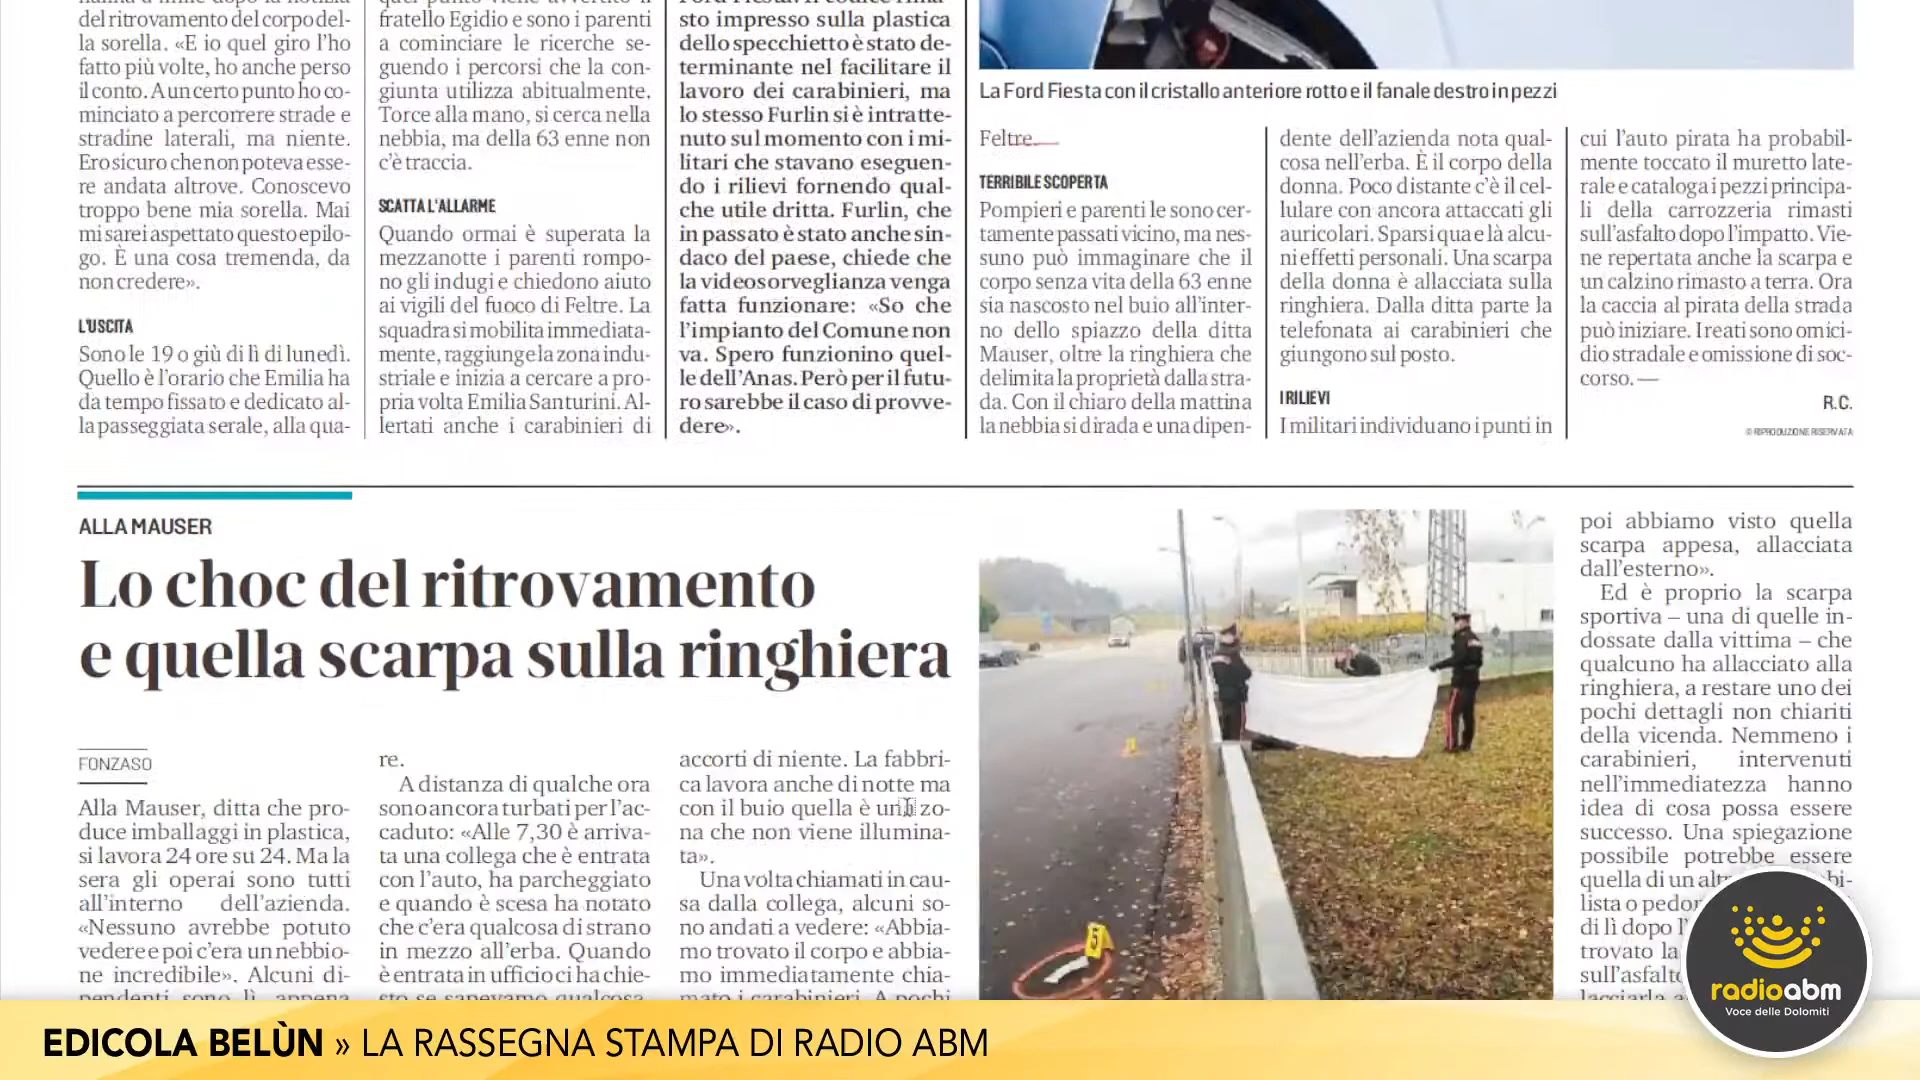 del ritrovamento del corpo del-
la sorella. «E io quel giro l'ho
fatto più volte, ho anche perso
il conto. A un certo punto ho co-
minciato a percorrere strade e
stradine laterali, ma niente.
Ero sicuro che non poteva esse-
re andata altrove. Conoscevo
troppo bene mia sorella. Mai
mi sarei aspettato questo epilo-
go. È una cosa tremenda, da
non credere».
L'USCITA
Sono le 19 o giù di lì di lunedì.
Quello è l'orario che Emilia ha
da tempo fissato e dedicato al-
la passeggiata serale, alla qua-
fratello Egidio e sono i parenti
a cominciare le ricerche se-
guendo i percorsi che la con-
giunta utilizza abitualmente.
Torce alla mano, si cerca nella
nebbia, ma della 63 enne non
c'è traccia.
SCATTA L'ALLARME
Quando ormai è superata la
mezzanotte i parenti rompo-
no gli indugi e chiedono aiuto
ai vigili del fuoco di Feltre. La
squadra si mobilita immediata-
mente, raggiunge la zona indu-
striale e inizia a cercare a pro-
pria volta Emilia Santurini. Al-
lertati anche i carabinieri di
sto impresso sulla plastica
dello specchietto è stato de-
terminante nel facilitare il
lavoro dei carabinieri, ma
lo stesso Furlin si è intratte-
nuto sul momento con i mi-
litari che stavano eseguen-
do i rilievi fornendo qual-
che utile dritta. Furlin, che
in passato è stato anche sin-
daco del paese, chiede che
la videosorveglianza venga
fatta funzionare: «So che
l'impianto del Comune non
va. Spero funzionino quel-
le dell'Anas. Però per il futu-
ro sarebbe il caso di provve-
dere».
La Ford Fiesta con il cristallo anteriore rotto e il fanale destro in pezzi
Feltre.
TERRIBILE SCOPERTA
Pompieri e parenti le sono cer-
tamente passati vicino, ma nes-
suno può immaginare che il
corpo senza vita della 63 enne
sia nascosto nel buio all'inter-
no dello spiazzo della ditta
Mauser, oltre la ringhiera che
delimita la proprietà dalla stra-
da. Con il chiaro della mattina
la nebbia si dirada e una dipen-
dente dell'azienda nota qual-
cosa nell'erba. È il corpo della
donna. Poco distante c'è il cel-
lulare con ancora attaccati gli
auricolari. Sparsi qua e là alcu-
ni effetti personali. Una scarpa
della donna è allacciata sulla
ringhiera. Dalla ditta parte la
telefonata ai carabinieri che
giungono sul posto.
I RILIEVI
I militari individuano i punti in
cui l'auto pirata ha probabil-
mente toccato il muretto late-
rale e cataloga i pezzi principa-
li della carrozzeria rimasti
sull'asfalto dopo l'impatto. Vie-
ne repertata anche la scarpa e
un calzino rimasto a terra. Ora
la caccia al pirata della strada
può iniziare. I reati sono omici-
dio stradale e omissione di soc-
corso. —
R.C.
© RIPRODUZIONE RISERVATA
ALLA MAUSER
Lo choc del ritrovamento
e quella scarpa sulla ringhiera
FONZASO
Alla Mauser, ditta che pro-
duce imballaggi in plastica,
si lavora 24 ore su 24. Ma la
sera gli operai sono tutti
all'interno dell'azienda.
«Nessuno avrebbe potuto
vedere e poi c'era un nebbio-
ne incredibile». Alcuni di-
pendenti sono lì, appena
re.
A distanza di qualche ora
sono ancora turbati per l'ac-
caduto: «Alle 7,30 è arriva-
ta una collega che è entrata
con l'auto, ha parcheggiato
e quando è scesa ha notato
che c'era qualcosa di strano
in mezzo all'erba. Quando
è entrata in ufficio ci ha chie-
sto se sapevamo qualcosa,
accorti di niente. La fabbri-
ca lavora anche di notte ma
con il buio quella è una zo-
na che non viene illumina-
ta».
Una volta chiamati in cau-
sa dalla collega, alcuni so-
no andati a vedere: «Abbia-
mo trovato il corpo e abbia-
mo immediatamente chia-
mato i carabinieri. A pochi
5
poi abbiamo visto quella
scarpa appesa, allacciata
dall'esterno».
Ed è proprio la scarpa
sportiva – una di quelle in-
dossate dalla vittima – che
qualcuno ha allacciato alla
ringhiera, a restare uno dei
pochi dettagli non chiariti
della vicenda. Nemmeno i
carabinieri, intervenuti
nell'immediatezza hanno
idea di cosa possa essere
successo. Una spiegazione
possibile potrebbe essere
quella di un
lista o
di lì dopo
trovato la
radioabm
Voce delle Dolomiti
EDICOLA BELÙN » LA RASSEGNA STAMPA DI RADIO ABM